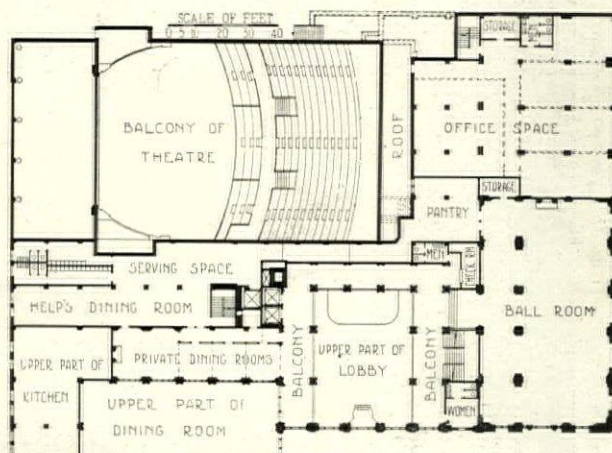 SCALE OF FEET
0 5 10 20 30 40
STORAGE
BALCONY OF
THEATRE
ROOF
OFFICE SPACE
STORAGE
PANTRY
MEN
CHECK RM
SERVING SPACE
HELP'S DINING ROOM
BALL ROOM
UPPER PART OF
KITCHEN
PRIVATE DINING ROOMS
BALCONY
UPPER PART OF
LOBBY
BALCONY
UPPER PART OF
DINING ROOM
WOMEN